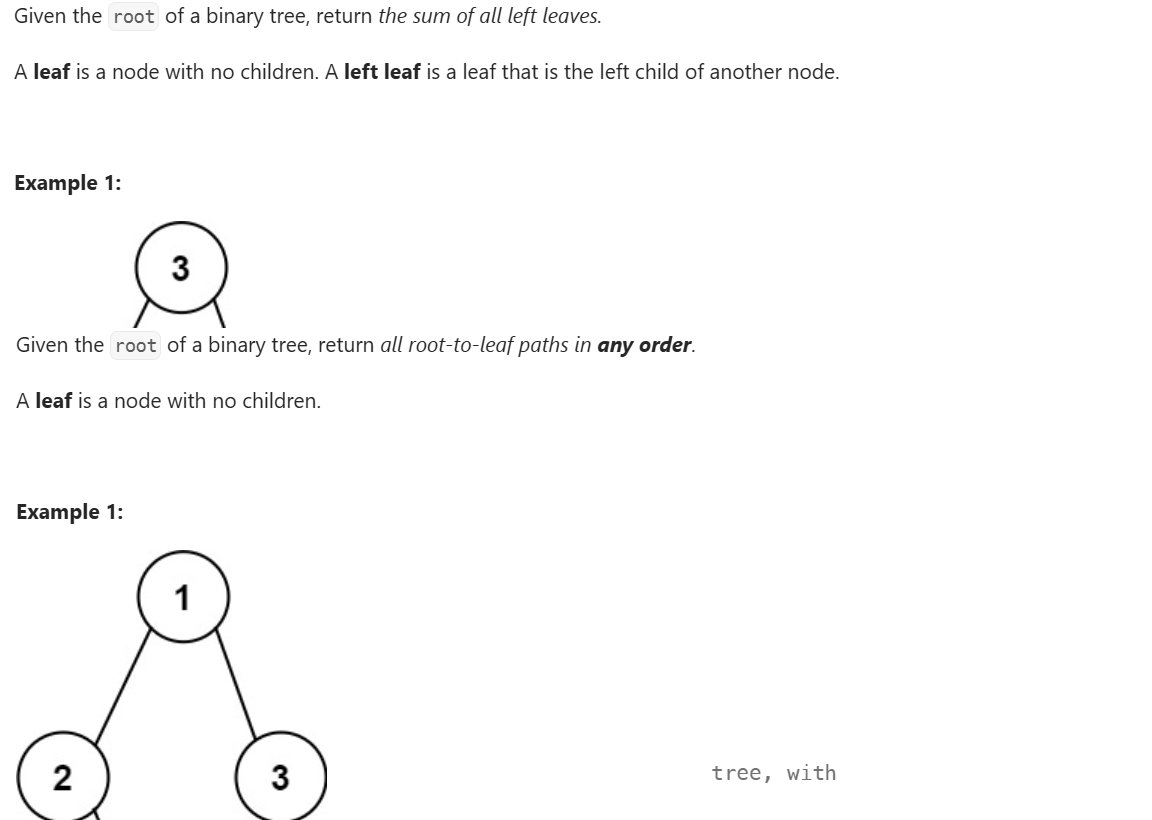 Given the root of a binary tree, return the sum of all left leaves.
A leaf is a node with no children. A left leaf is a leaf that is the left child of another node.
Example 1:
3
Given the root of a binary tree, return all root-to-leaf paths in any order.
A leaf is a node with no children.
Example 1:
1
2 3
tree, with